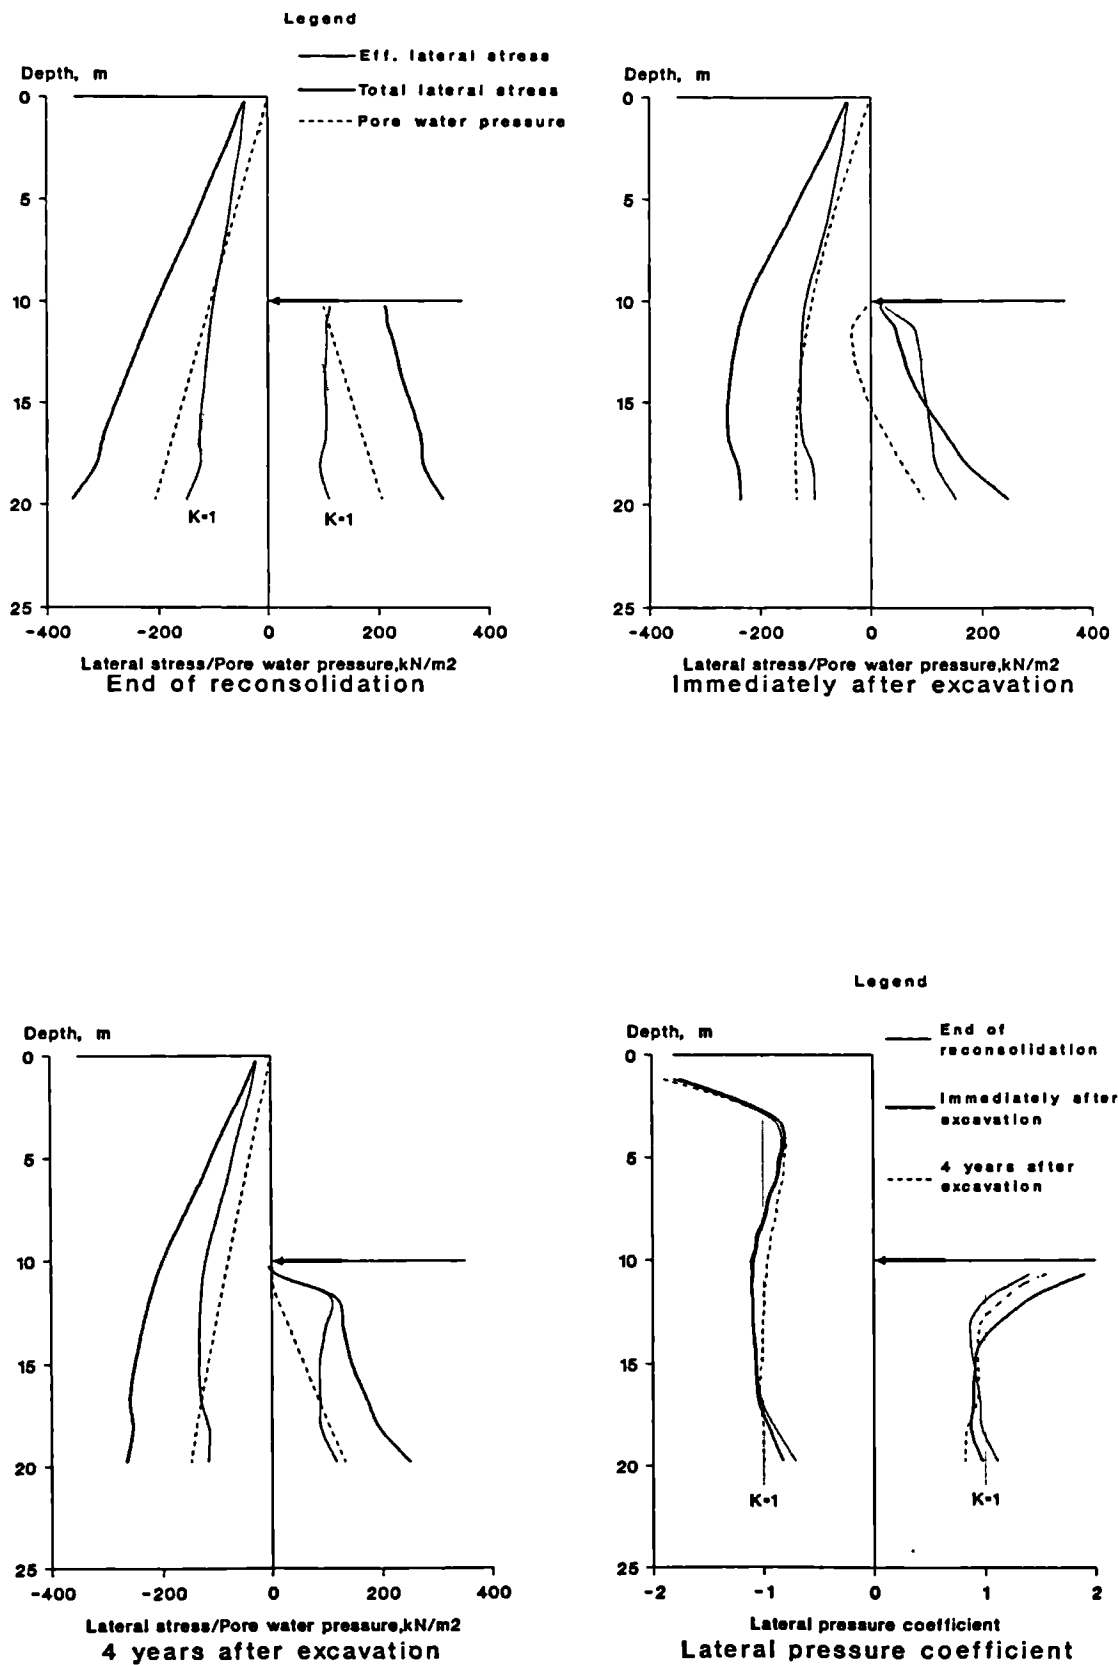 Legend
Eff. lateral stress
Total lateral stress
Pore water pressure
Depth, m
0
5
10
15
20
25
K=1
K=1
-400 -200 0 200 400
Lateral stress/Pore water pressure,kN/m2
End of reconsolidation
Depth, m
0
5
10
15
20
25
-400 -200 0 200 400
Lateral stress/Pore water pressure,kN/m2
Immediately after excavation
Depth, m
0
5
10
15
20
25
-400 -200 0 200 400
Lateral stress/Pore water pressure,kN/m2
4 years after excavation
Legend
End of
reconsolidation
Immediately after
excavation
4 years after
excavation
Depth, m
0
5
10
15
20
25
K=1
K=1
-2 -1 0 1 2
Lateral pressure coefficient
Lateral pressure coefficient